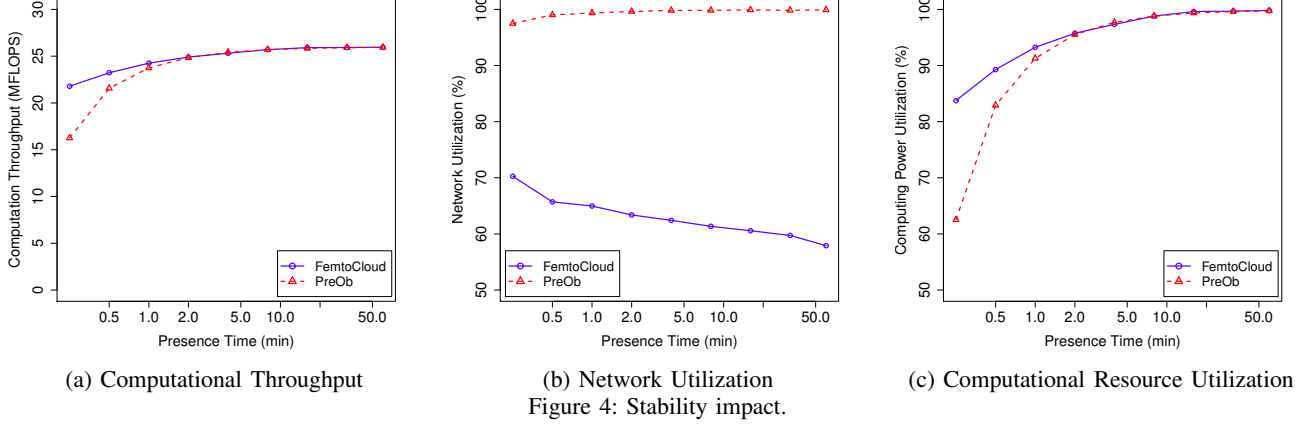 30
25
20
15
10
5
0
Computation Throughput (MFLOPS)
FemtoCloud
PreOb
0.5 1.0 2.0 5.0 10.0 50.0
Presence Time (min)
(a) Computational Throughput
100
90
80
70
60
50
Network Utilization (%)
FemtoCloud
PreOb
0.5 1.0 2.0 5.0 10.0 50.0
Presence Time (min)
(b) Network Utilization
100
90
80
70
60
50
Computing Power Utilization (%)
FemtoCloud
PreOb
0.5 1.0 2.0 5.0 10.0 50.0
Presence Time (min)
(c) Computational Resource Utilization
Figure 4: Stability impact.